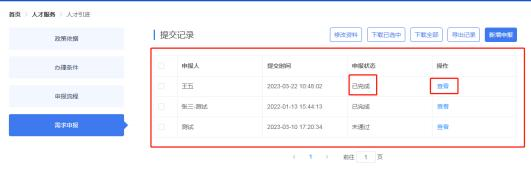 首页 > 人才服务 > 人才引进
政策依据
办理条件
申报流程
需求申报
提交记录
修改资料 下载已选中 下载全部 导出记录 新增申报
申报人 提交时间 申报状态 操作
王五 2023-03-22 10:48:02 已完成 查看
张三-测试 2022-01-13 15:44:13 已完成 查看
测试 2023-03-10 17:20:34 未通过 查看
< 1 > 前往 1 页